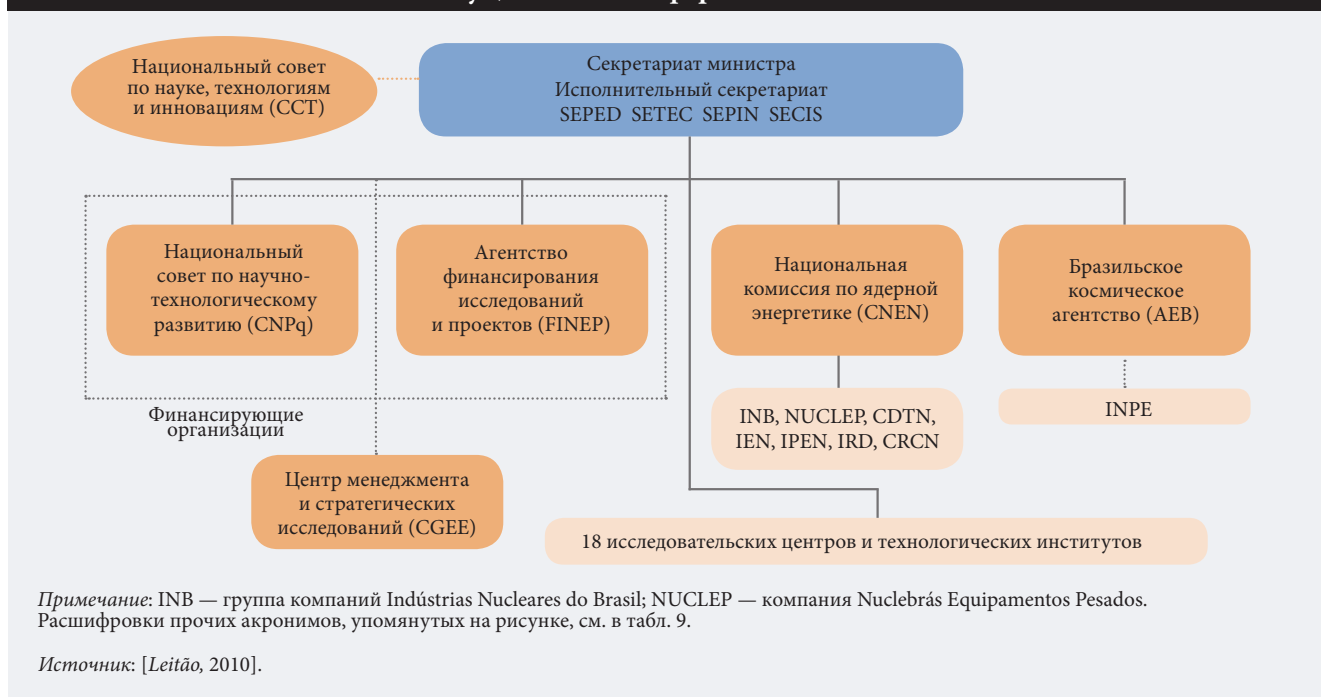 Национальный совет
по науке, технологиям
и инновациям (ССТ)
Секретариат министра
Исполнительный секретариат
SEPED SETEC SEPIN SECIS
Национальный
совет по научно-
технологическому
развитию (CNPq)
Агентство
финансирования
исследований
и проектов (FINEP)
Национальная
комиссия по ядерной
энергетике (CNEN)
Бразильское
космическое
агентство (AEB)
Финансирующие
организации
INB, NUCLEP, CDTN,
IEN, IPEN, IRD, CRCN
INPE
Центр менеджмента
и стратегических
исследований (CGEE)
18 исследовательских центров и технологических институтов
Примечание: INB — группа компаний Indústrias Nucleares do Brasil; NUCLEP — компания Nuclebrás Equipamentos Pesados.
Расшифровки прочих акронимов, упомянутых на рисунке, см. в табл. 9.
Источник: [Leitão, 2010].